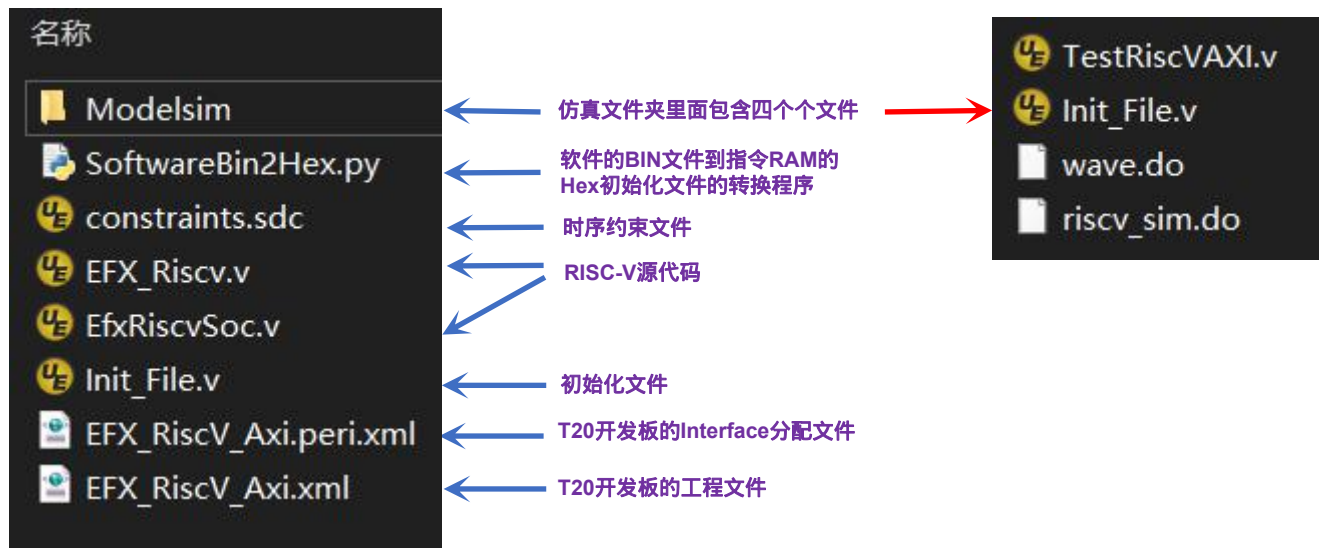 名称
Modelsim
SoftwareBin2Hex.py
constraints.sdc
EFX_Riscv.v
EfxRiscvSoc.v
Init_File.v
EFX_RiscV_Axi.peri.xml
EFX_RiscV_Axi.xml
仿真文件夹里面包含四个个文件
软件的BIN文件到指令RAM的
Hex初始化文件的转换程序
时序约束文件
RISC-V源代码
初始化文件
T20开发板的Interface分配文件
T20开发板的工程文件
TestRiscVAXI.v
Init_File.v
wave.do
riscv_sim.do